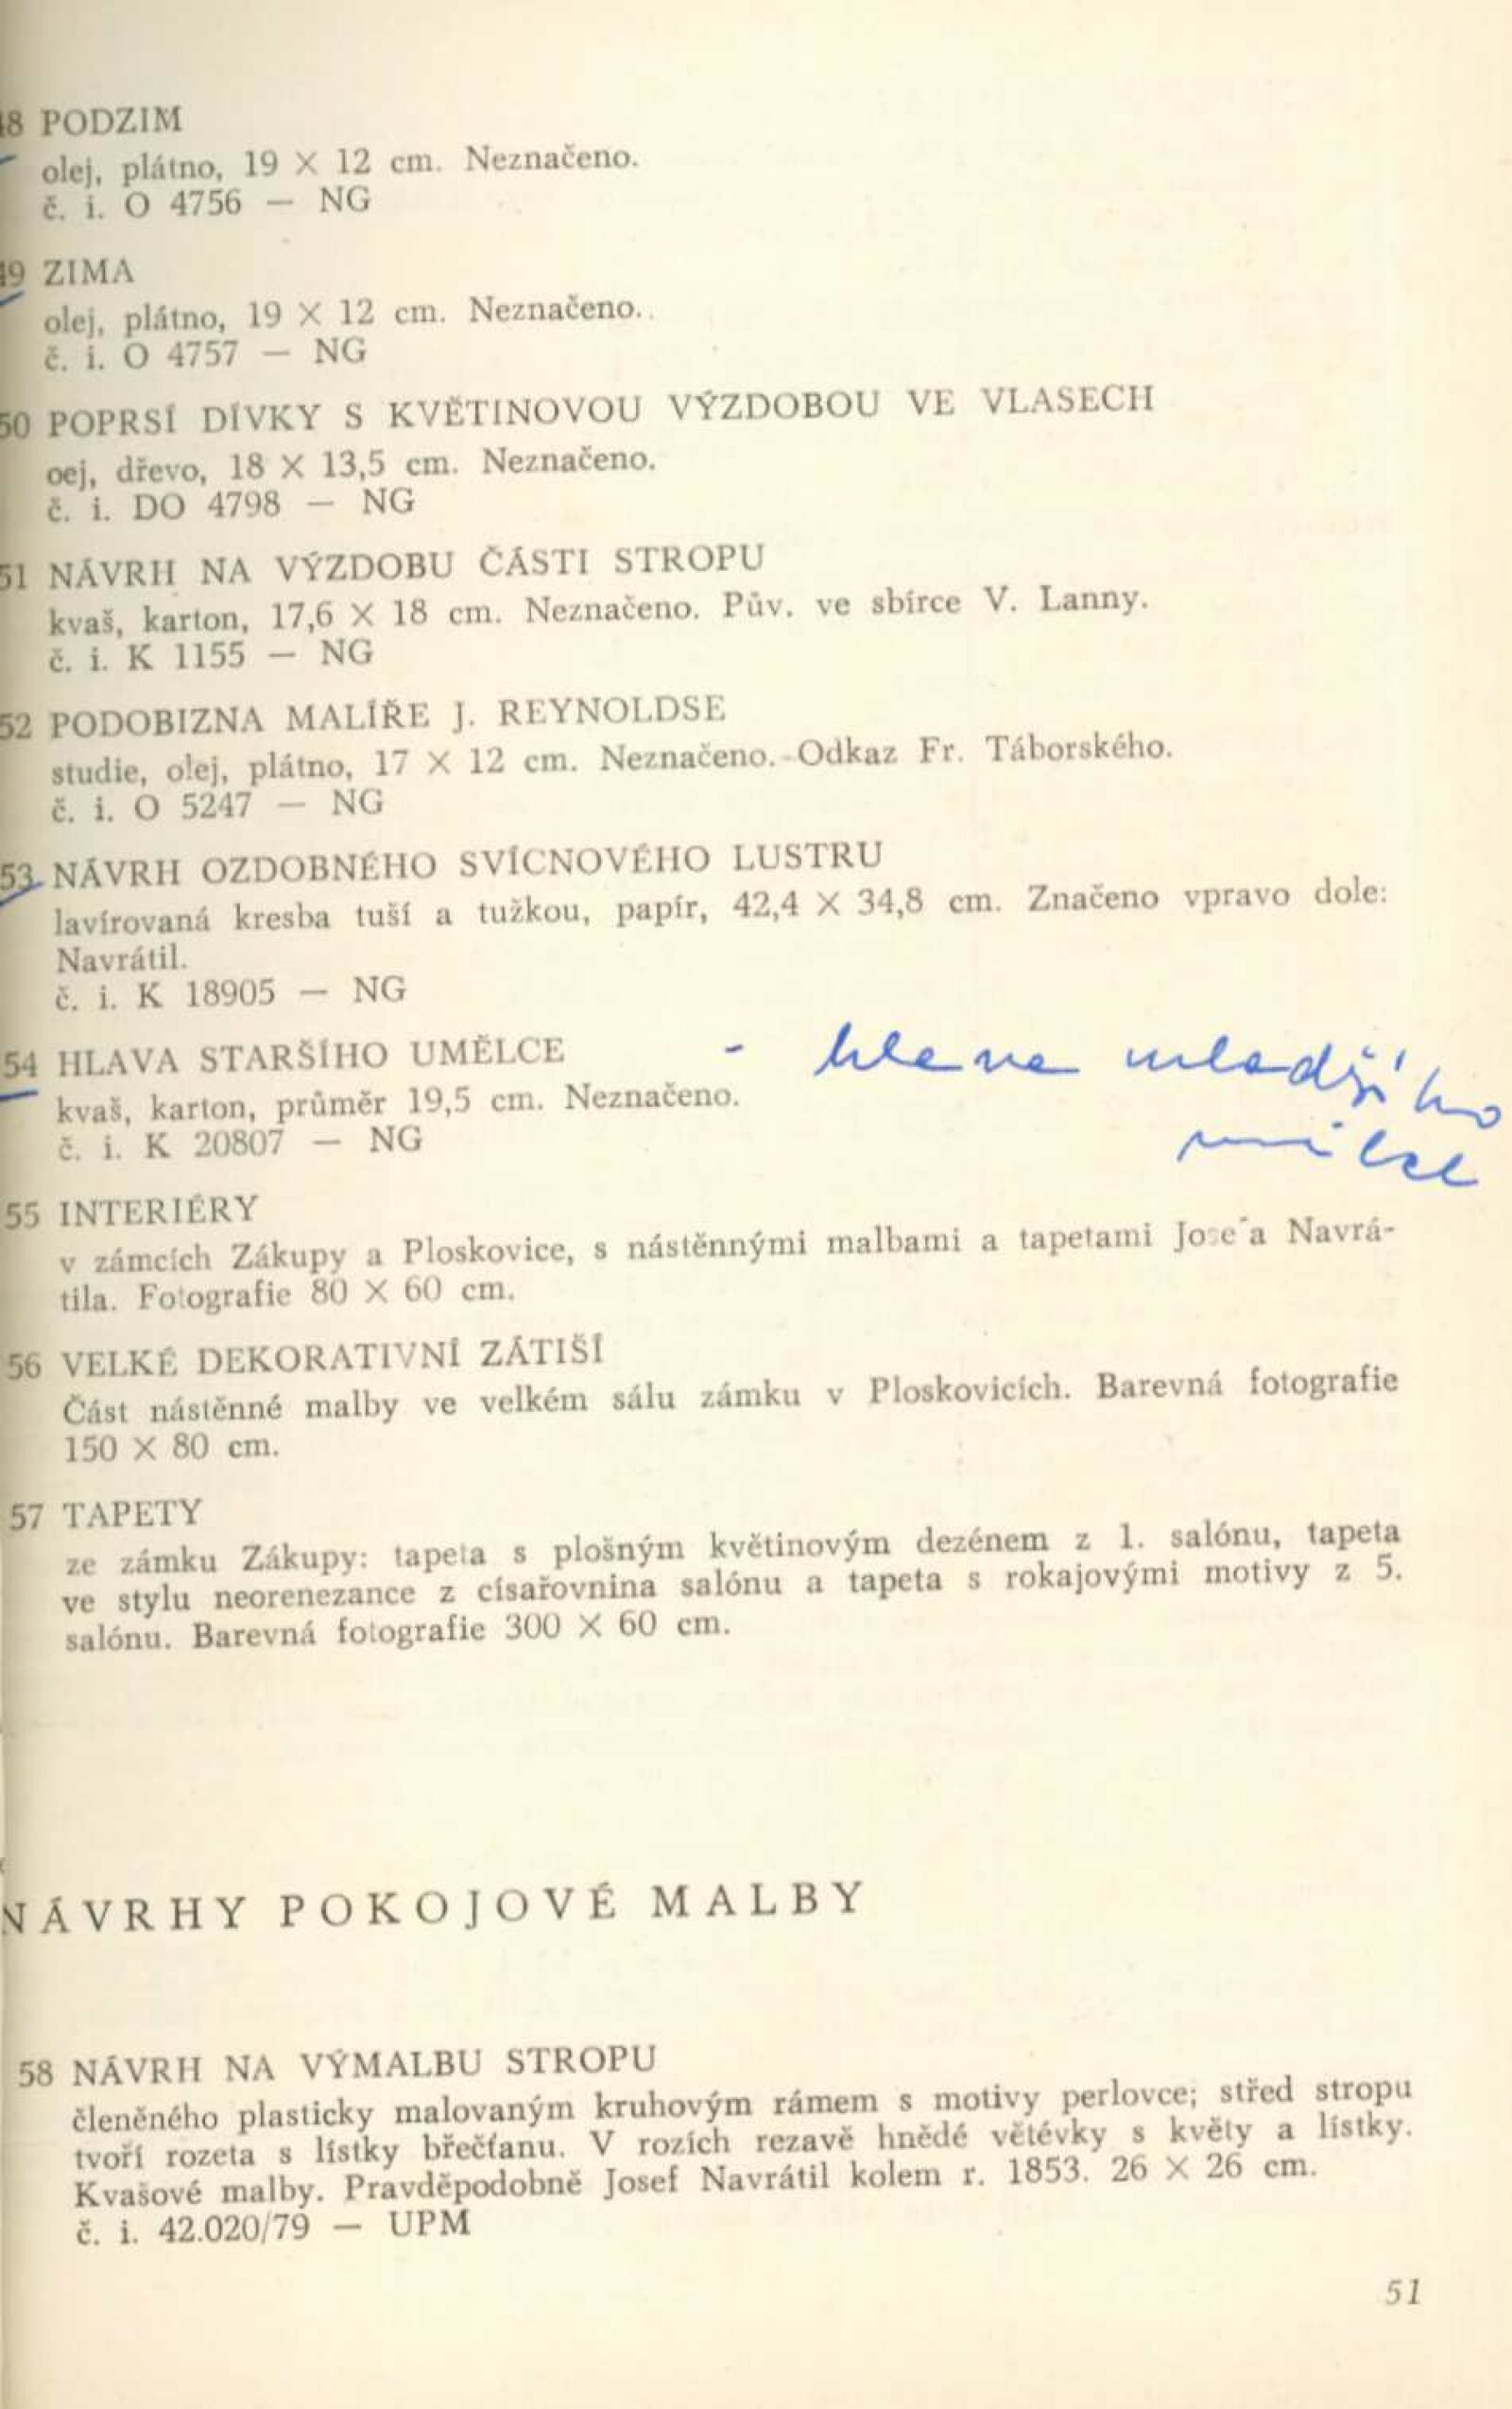 48 PODZIM
olej, plátno, 19 × 12 cm. Neznačeno.
č. i. O 4756 — NG
49 ZIMA
olej, plátno, 19 × 12 cm. Neznačeno.
č. i. O 4757 — NG
50 POPRSÍ DÍVKY S KVĚTINOVOU VÝZDOBOU VE VLASECH
oej, dřevo, 18 × 13,5 cm. Neznačeno.
č. i. DO 4798 — NG
51 NÁVRH NA VÝZDOBU ČÁSTI STROPU
kvaš, karton, 17,6 × 18 cm. Neznačeno. Pův. ve sbírce V. Lanny.
č. i. K 1155 — NG
52 PODOBIZNA MALÍŘE J. REYNOLDSE
studie, olej, plátno, 17 × 12 cm. Neznačeno. Odkaz Fr. Táborského.
č. i. O 5247 — NG
53 NÁVRH OZDOBNÉHO SVÍCNOVÉHO LUSTRU
lavírovaná kresba tuší a tužkou, papír, 42,4 × 34,8 cm. Značeno vpravo dole:
Navrátil.
č. i. K 18905 — NG
54 HLAVA STARŠÍHO UMĚLCE - hlava mladšího
umělce
kvaš, karton, průměr 19,5 cm. Neznačeno.
č. i. K 20807 — NG
55 INTERIÉRY
v zámcích Zákupy a Ploskovice, s nástěnnými malbami a tapetami Josefa Navrá-
tila. Fotografie 80 × 60 cm.
56 VELKÉ DEKORATIVNÍ ZÁTIŠÍ
Část nástěnné malby ve velkém sálu zámku v Ploskovicích. Barevná fotografie
150 × 80 cm.
57 TAPETY
ze zámku Zákupy: tapeta s plošným květinovým dezénem z 1. salónu, tapeta
ve stylu neorenezance z císařovnina salónu a tapeta s rokajovými motivy z 5.
salónu. Barevná fotografie 300 × 60 cm.
NÁVRHY POKOJOVÉ MALBY
58 NÁVRH NA VÝMALBU STROPU
členěného plasticky malovaným kruhovým rámem s motivy perlovce; střed stropu
tvoří rozeta s lístky břečťanu. V rozích rezavě hnědé větévky s květy a lístky.
Kvašové malby. Pravděpodobně Josef Navrátil kolem r. 1853. 26 × 26 cm.
č. i. 42.020/79 — UPM
51